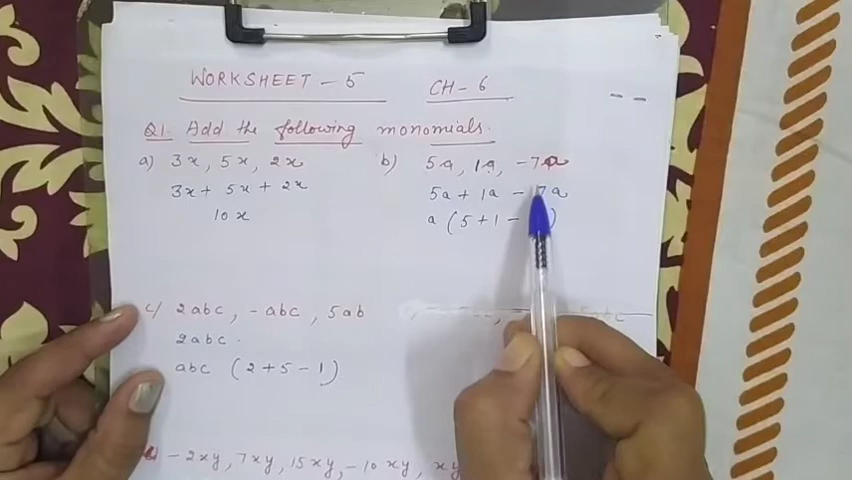 WORKSHEET - 5 CH - 6
Q1. Add the following monomials.
a) 3x, 5x, 2x b) 5a, 1a, -7a
3x + 5x + 2x 5a + 1a - 7a
10x a (5 + 1 - )
c) 2abc, - abc, 5ab
2abc
abc (2 + 5 - 1)
- 2xy, 7xy, 15xy, - 10xy, xy